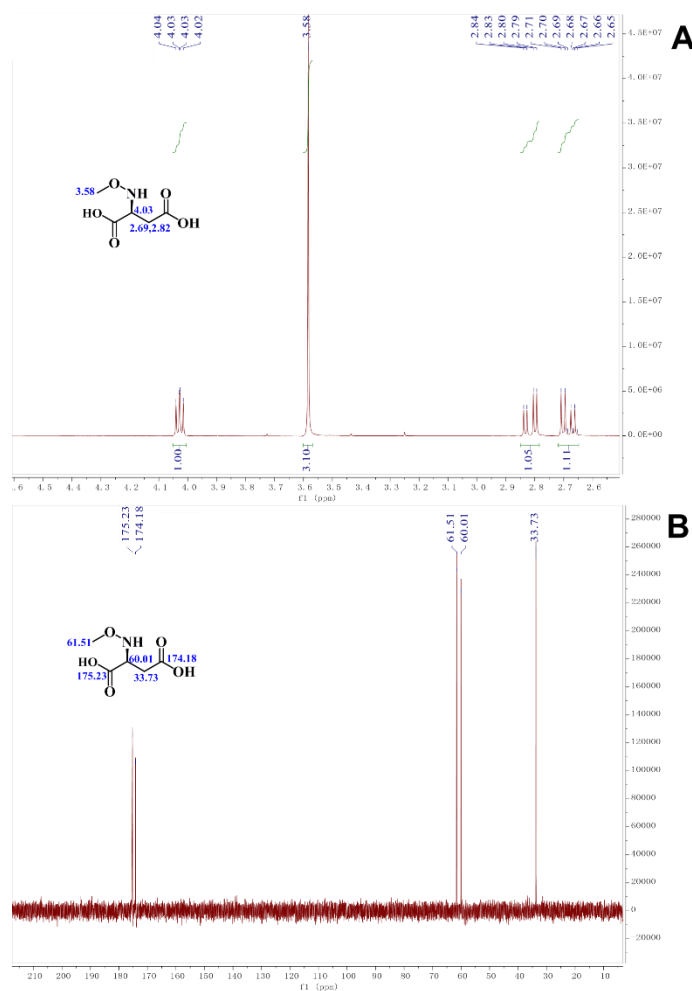 4.04
4.03
4.03
4.02
3.58
2.84
2.83
2.80
2.79
2.71
2.70
2.69
2.68
2.67
2.66
2.65
A
4.5E+07
4.0E+07
3.5E+07
3.0E+07
2.5E+07
2.0E+07
1.5E+07
1.0E+07
5.0E+06
0.0E+00
3.58
O
NH
O
HO
4.03
OH
O
2.69,2.82
1.00
3.10
1.05
1.11
4.6 4.5 4.4 4.3 4.2 4.1 4.0 3.9 3.8 3.7 3.6 3.5 3.4 3.3 3.2 3.1 3.0 2.9 2.8 2.7 2.6
f1 (ppm)
175.23
174.18
61.51
60.01
33.73
B
280000
260000
240000
220000
200000
180000
160000
140000
120000
100000
80000
60000
40000
20000
0
-20000
61.51
O
NH
O
HO
60.01
174.18
175.23
33.73
OH
O
210 200 190 180 170 160 150 140 130 120 110 100 90 80 70 60 50 40 30 20 10
f1 (ppm)